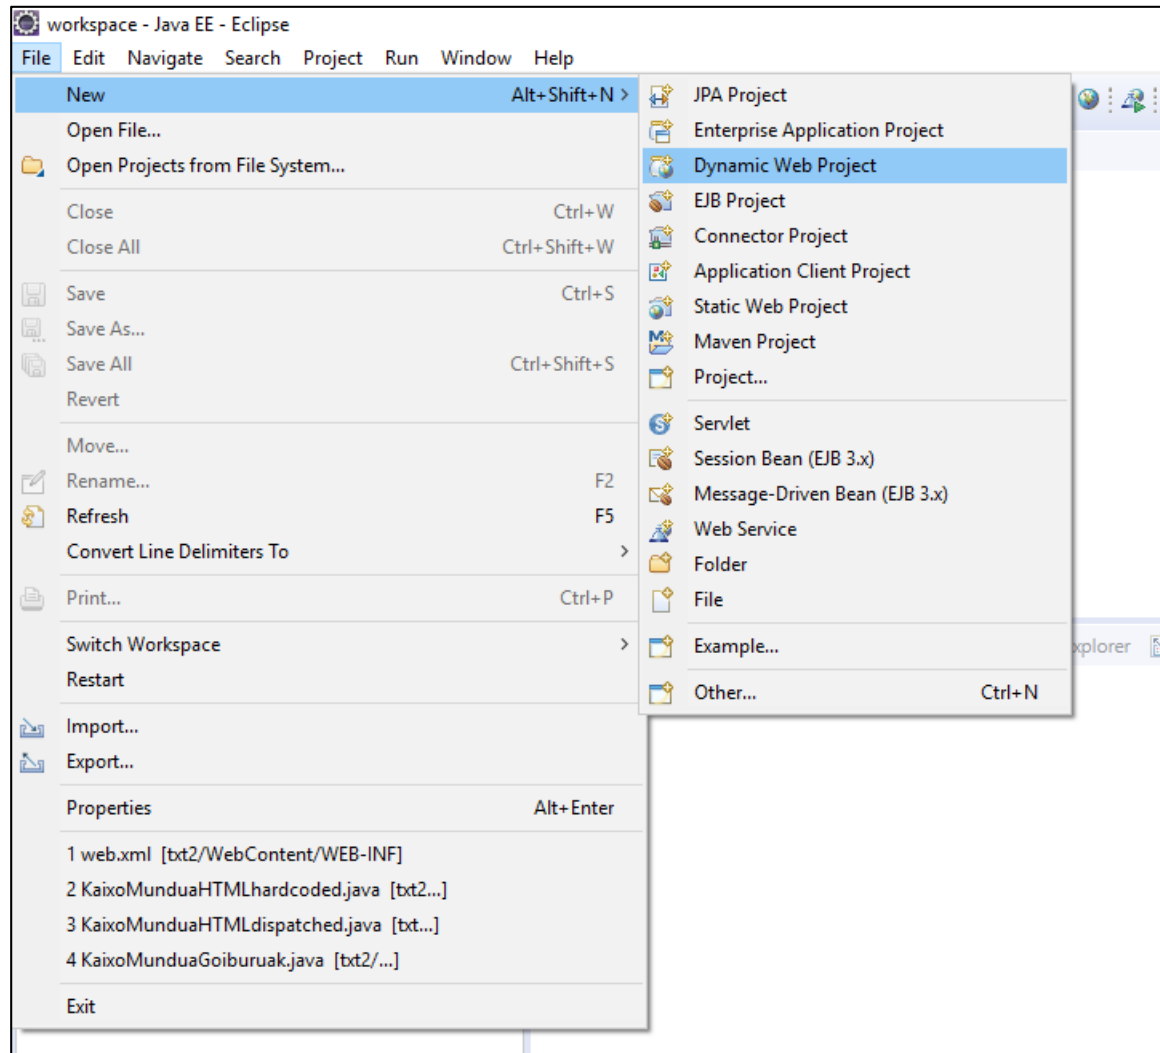 workspace - Java EE - Eclipse
File Edit Navigate Search Project Run Window Help
New Alt+Shift+N >
Open File...
Open Projects from File System...
Close Ctrl+W
Close All Ctrl+Shift+W
Save Ctrl+S
Save As...
Save All Ctrl+Shift+S
Revert
Move...
Rename... F2
Refresh F5
Convert Line Delimiters To >
Print... Ctrl+P
Switch Workspace >
Restart
Import...
Export...
Properties Alt+Enter
1 web.xml [txt2/WebContent/WEB-INF]
2 KaixoMunduaHTMLhardcoded.java [txt2...]
3 KaixoMunduaHTMLdispatched.java [txt...]
4 KaixoMunduaGoiburuak.java [txt2/...]
Exit
JPA Project
Enterprise Application Project
Dynamic Web Project
EJB Project
Connector Project
Application Client Project
Static Web Project
Maven Project
Project...
Servlet
Session Bean (EJB 3.x)
Message-Driven Bean (EJB 3.x)
Web Service
Folder
File
Example...
Other... Ctrl+N
xplorer